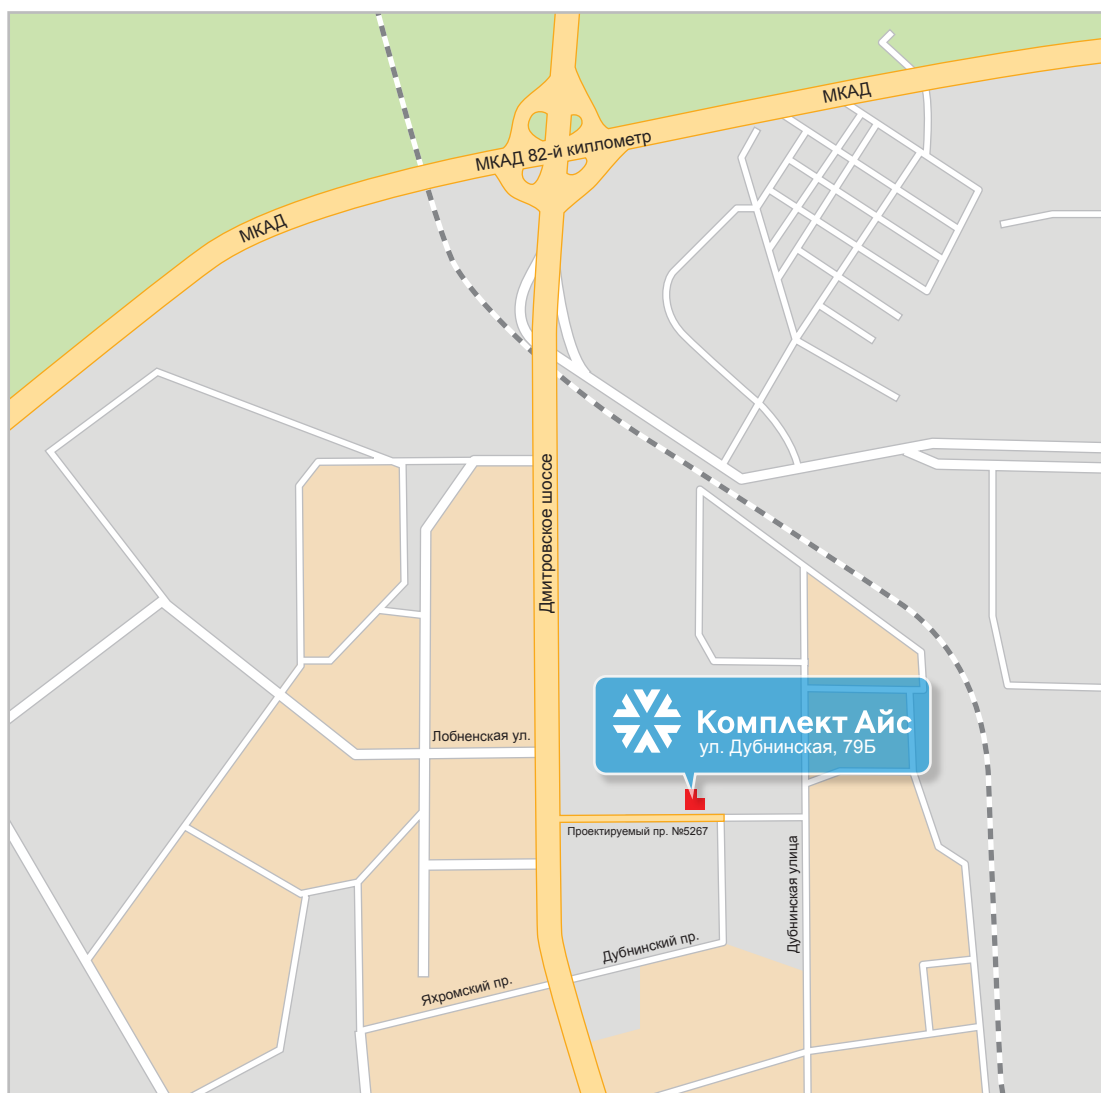 МКАД
МКАД 82-й киллометр
МКАД
Дмитровское шоссе
Комплект Айс
ул. Дубнинская, 79Б
Лобненская ул.
Проектируемый пр. №5267
Дубнинская улица
Дубнинский пр.
Яхромский пр.